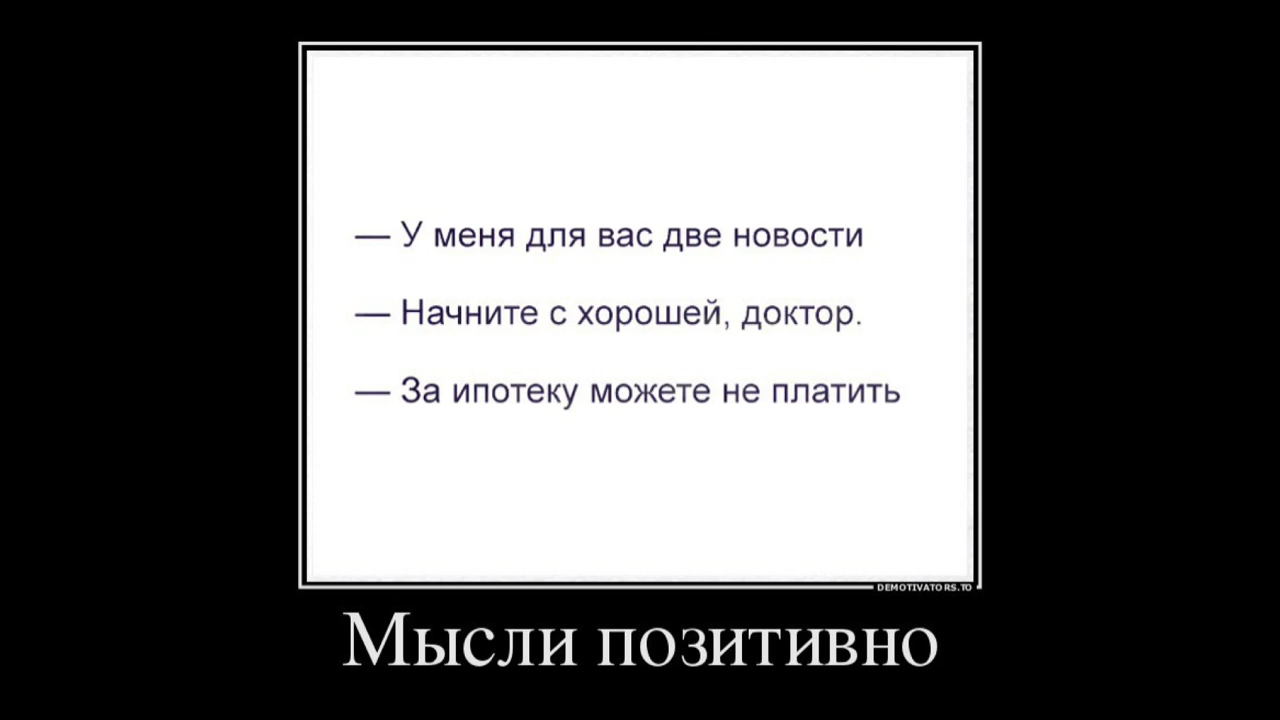 — У меня для вас две новости
— Начните с хорошей, доктор.
— За ипотеку можете не платить
DEMOTIVATORS.TO
Мысли позитивно